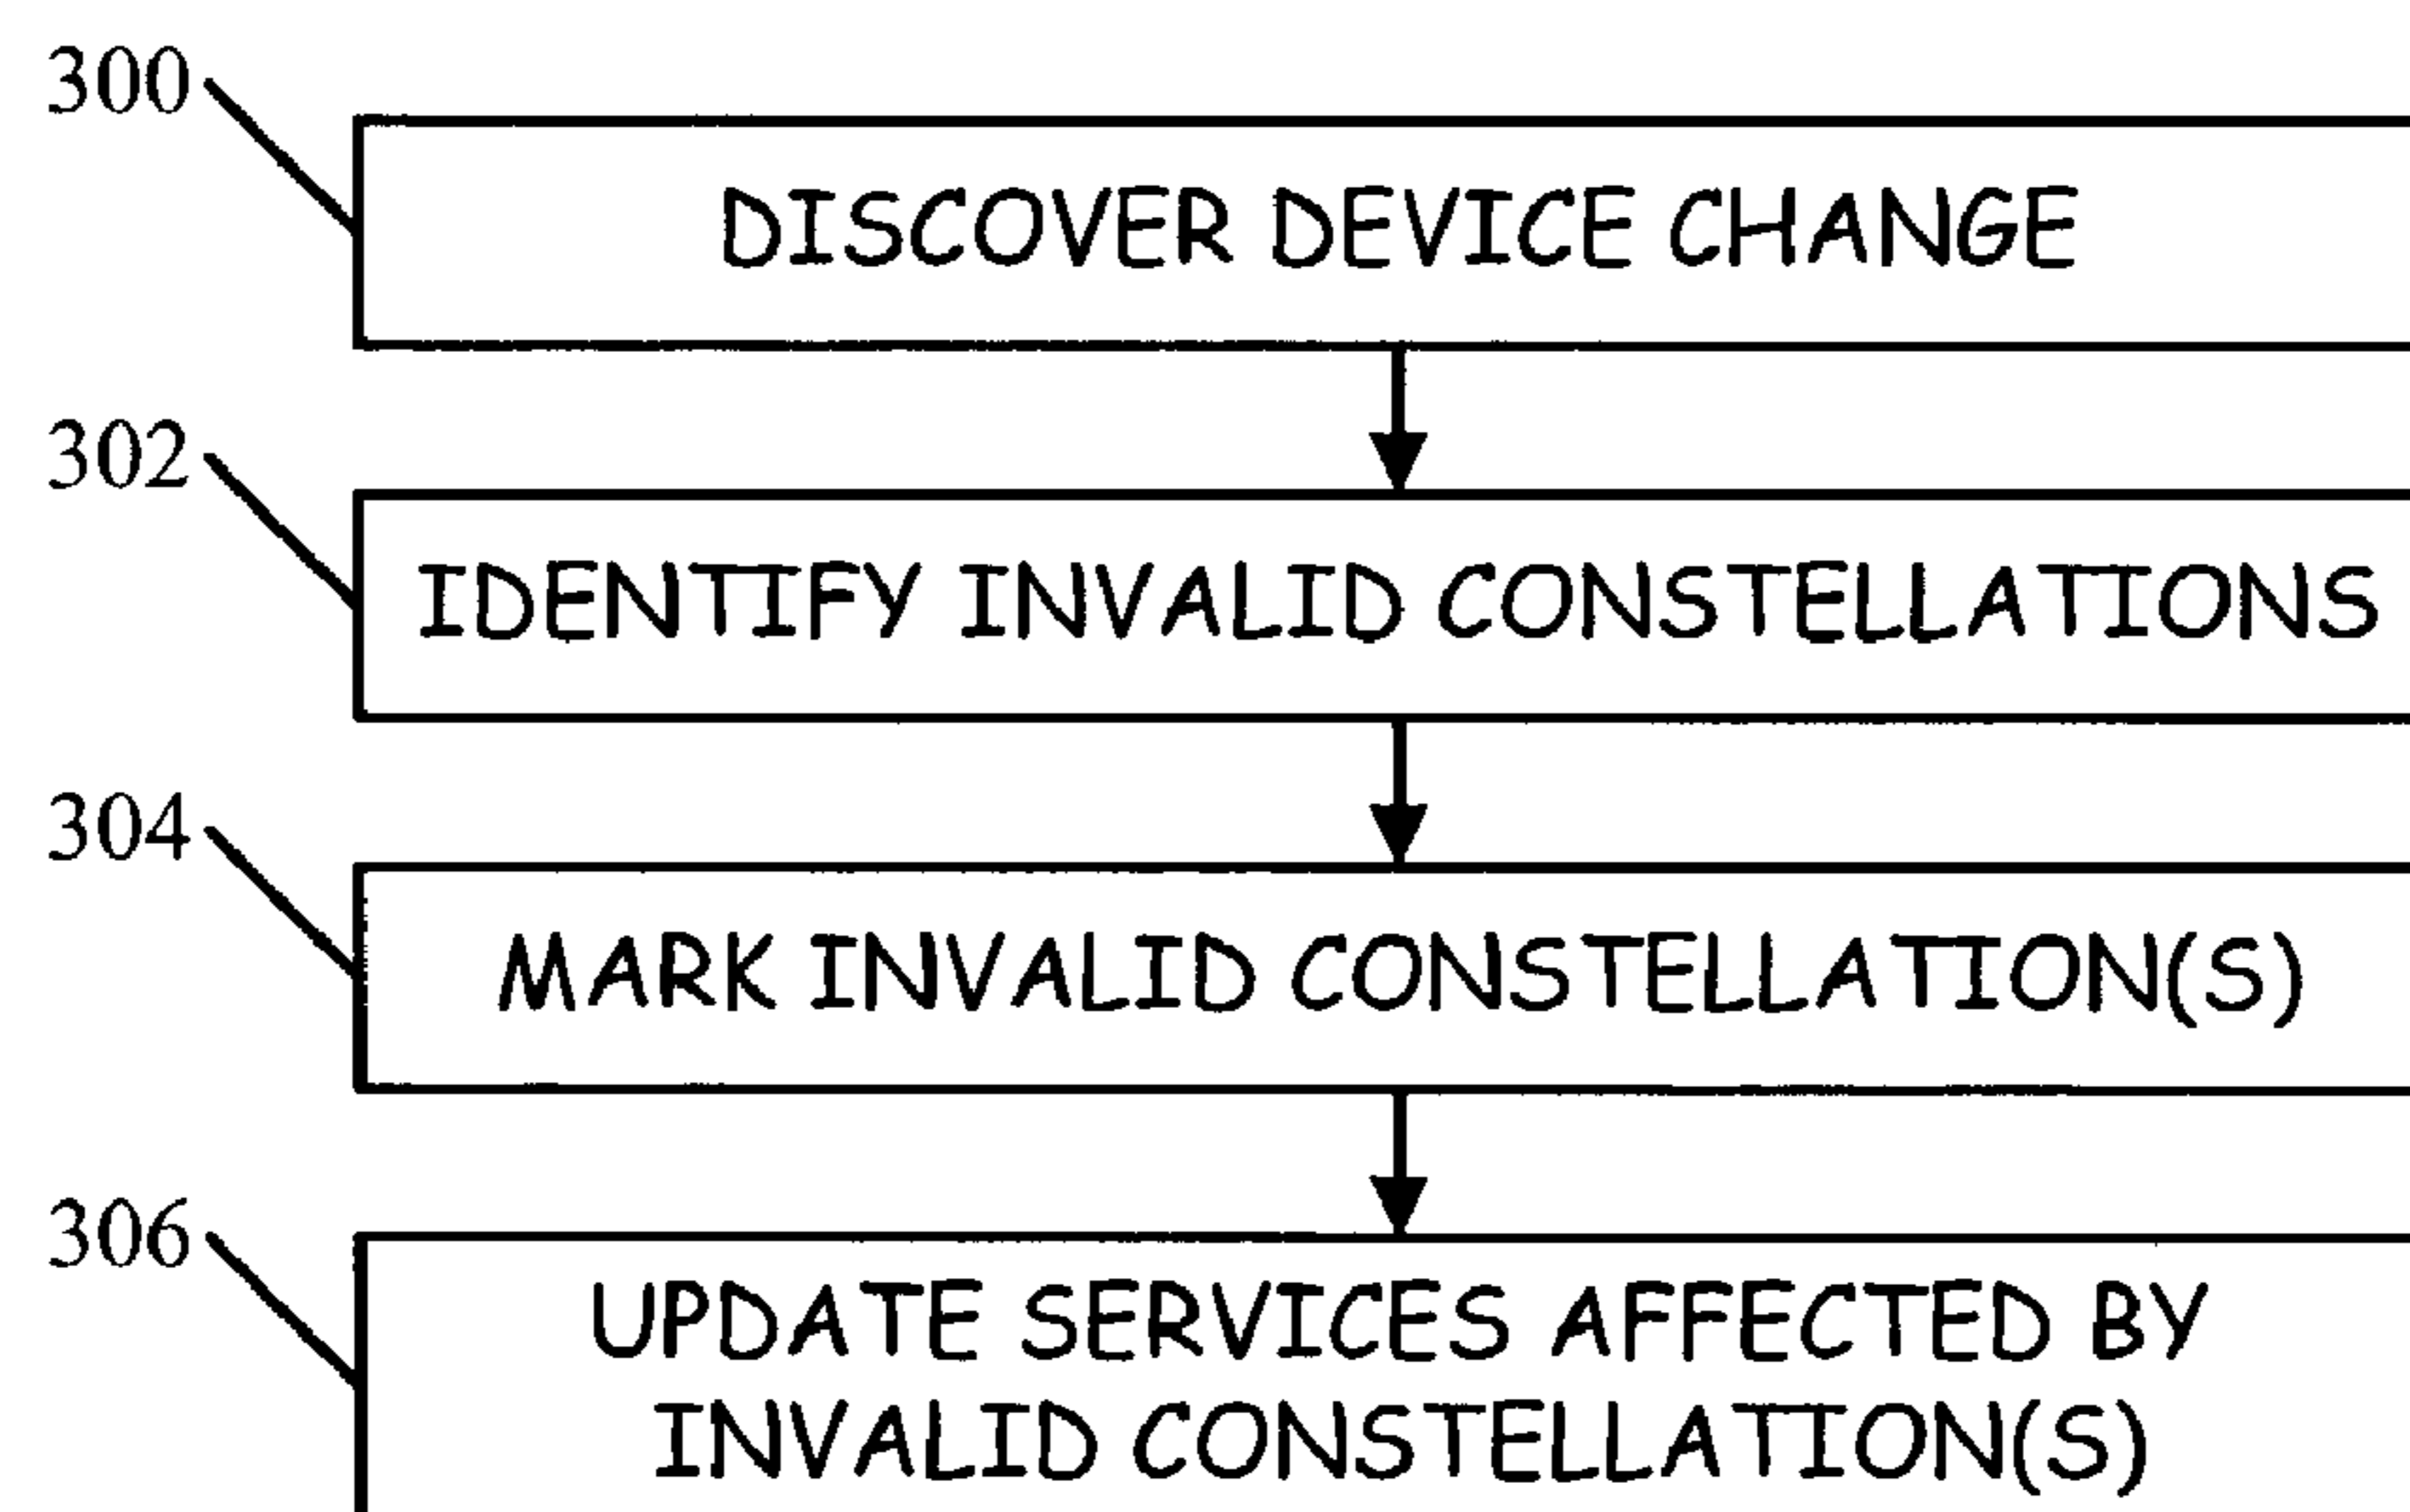 300
DISCOVER DEVICE CHANGE
302
IDENTIFY INVALID CONSTELLATIONS
304
MARK INVALID CONSTELLATION(S)
306
UPDATE SERVICES AFFECTED BY
INVALID CONSTELLATION(S)